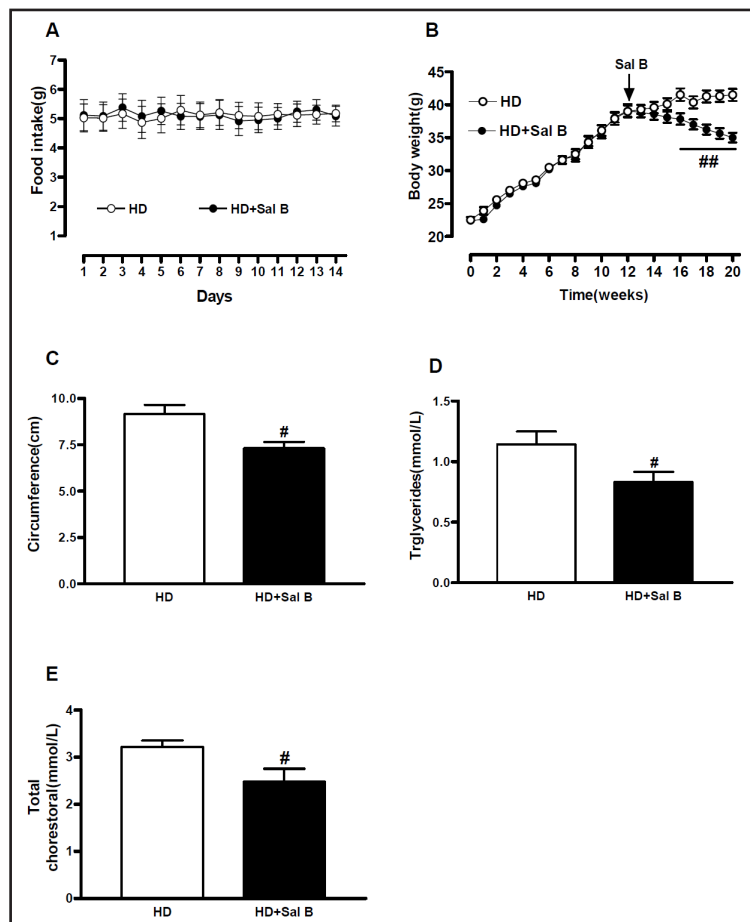 A
7
6
5
4
3
2
1
Food intake(g)
HD
HD+Sal B
1 2 3 4 5 6 7 8 9 10 11 12 13 14
Days
B
Sal B
45
40
35
30
25
20
Body weight(g)
HD
HD+Sal B
##
0 2 4 6 8 10 12 14 16 18 20
Time(weeks)
C
10.0
7.5
5.0
2.5
0.0
Circumference(cm)
#
HD
HD+Sal B
D
1.5
1.0
0.5
0.0
Trglycerides(mmol/L)
#
HD
HD+Sal B
E
4
3
2
1
0
Total
chorestoral(mmol/L)
#
HD
HD+Sal B